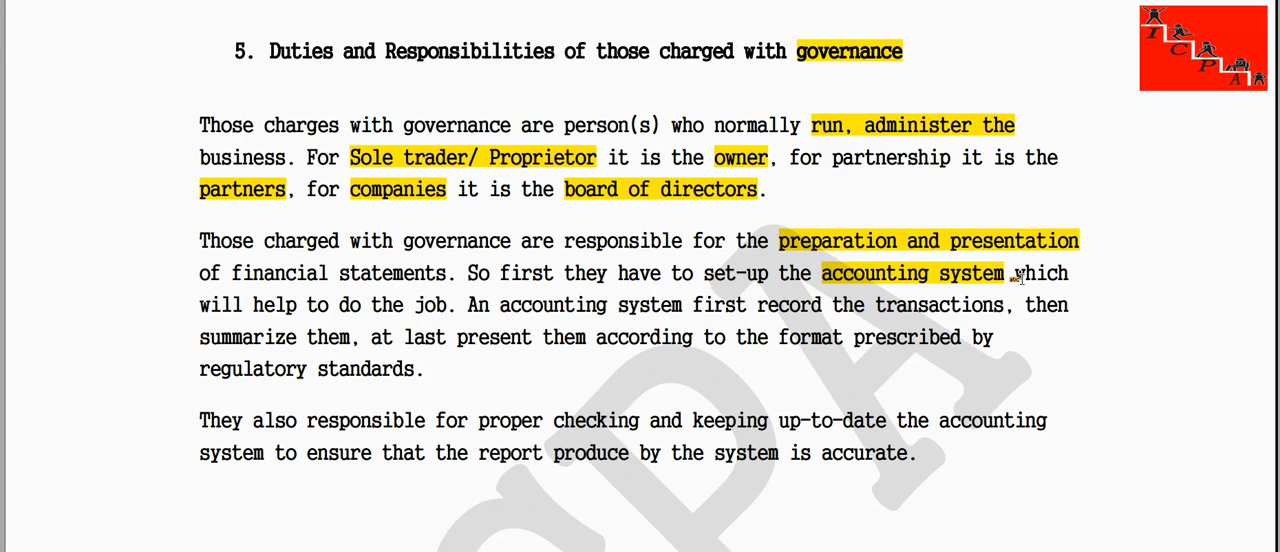 I
C
P
A
5. Duties and Responsibilities of those charged with governance
Those charges with governance are person(s) who normally run, administer the
business. For Sole trader/ Proprietor it is the owner, for partnership it is the
partners, for companies it is the board of directors.
Those charged with governance are responsible for the preparation and presentation
of financial statements. So first they have to set-up the accounting system which
will help to do the job. An accounting system first record the transactions, then
summarize them, at last present them according to the format prescribed by
regulatory standards.
They also responsible for proper checking and keeping up-to-date the accounting
system to ensure that the report produce by the system is accurate.
CPA